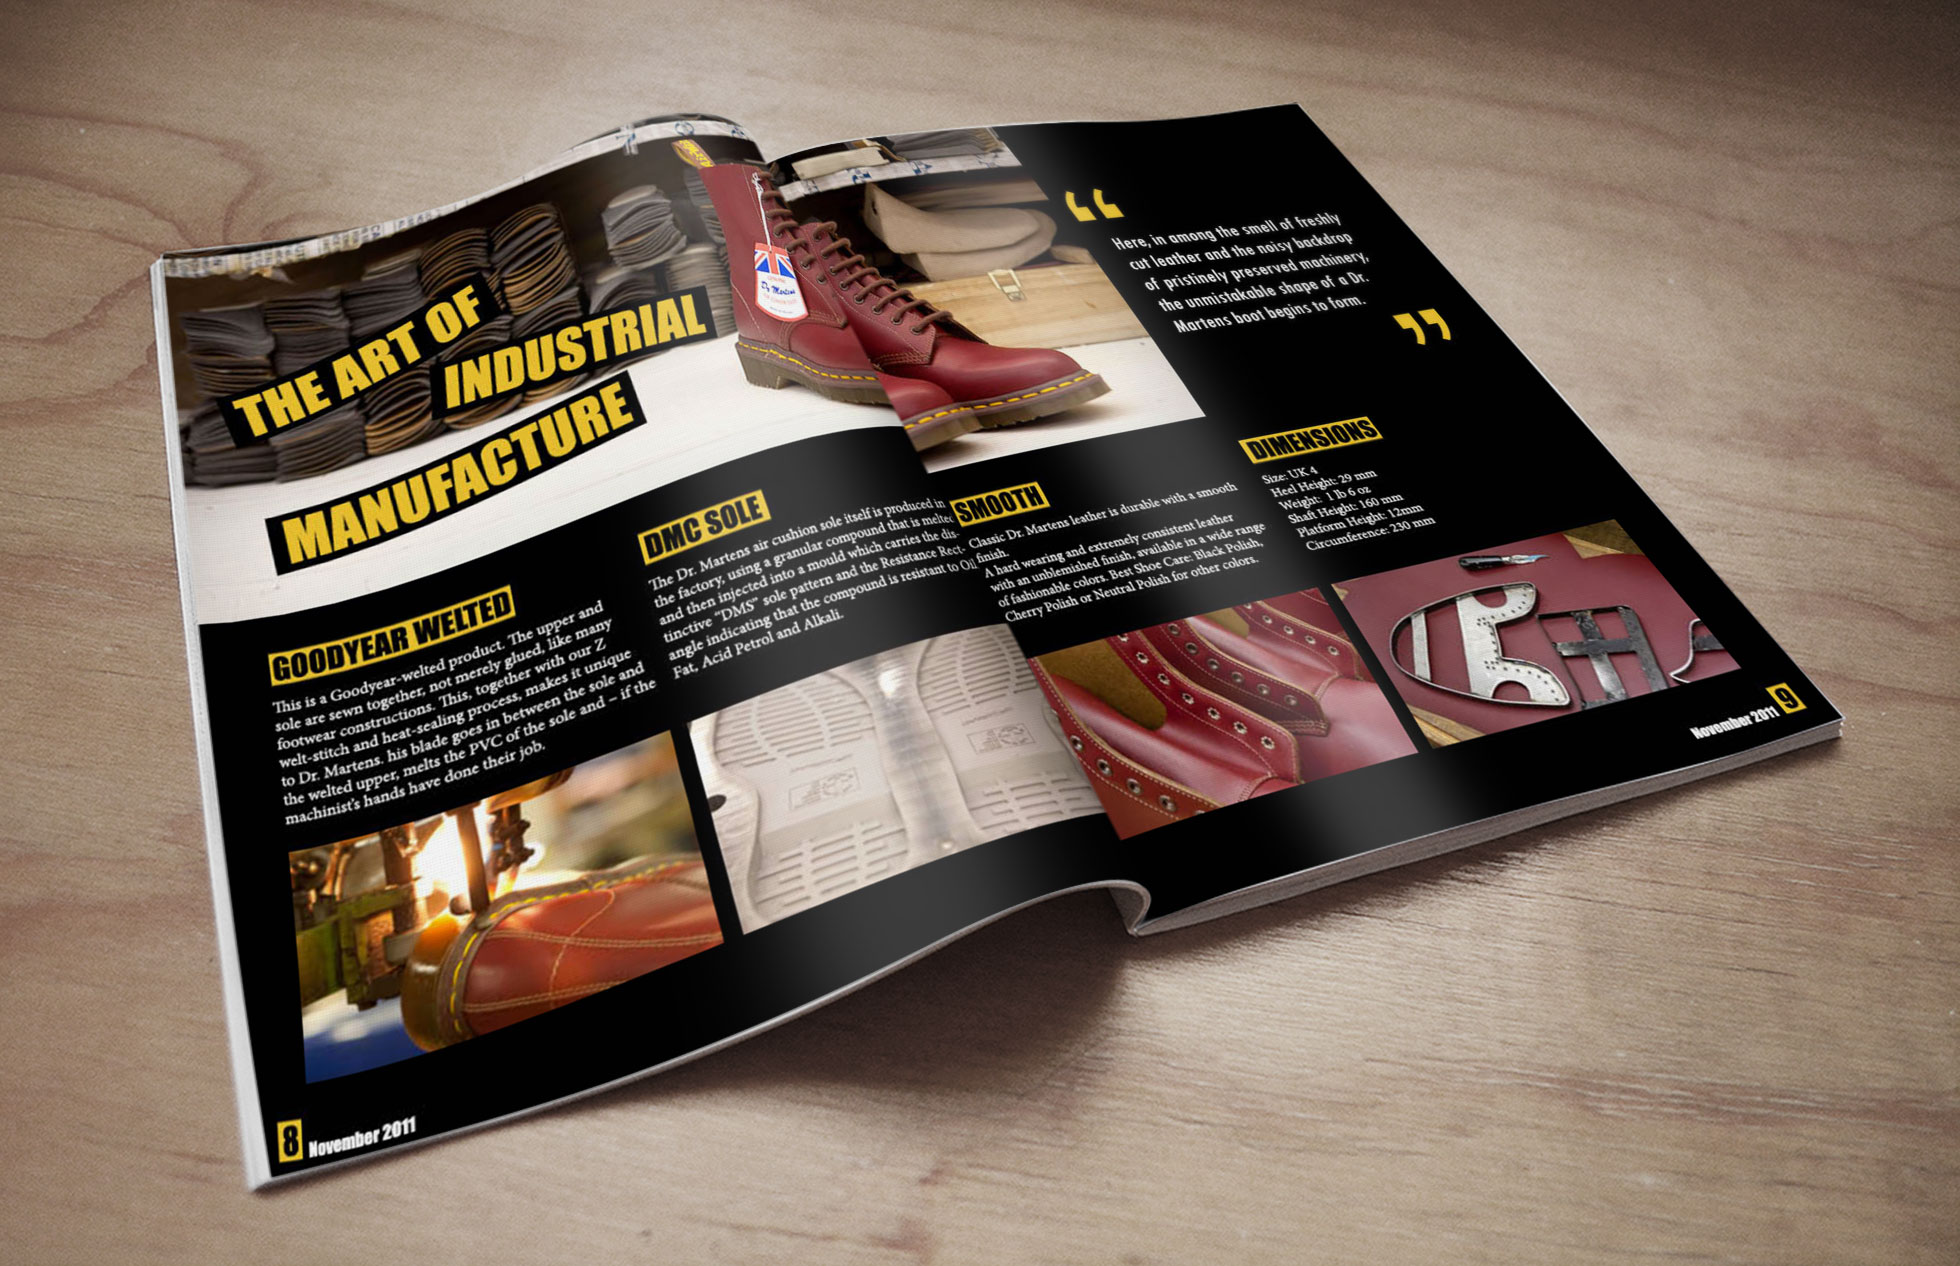 THE ART OF
INDUSTRIAL
MANUFACTURE
GOODYEAR WELTED
This is a Goodyear-welted product. The upper and
sole are sewn together, not merely glued, like many
footwear constructions. This, together with our Z
welt-stitch and heat-sealing process, makes it unique
to Dr. Martens. his blade goes in between the sole and
the welted upper, melts the PVC of the sole and – if the
machinist's hands have done their job.
DMC SOLE
The Dr. Martens air cushion sole itself is produced in
the factory, using a granular compound that is melted
and then injected into a mould which carries the dis-
tinctive "DMS" sole pattern and the Resistance Rect-
angle indicating that the compound is resistant to Oil
Fat, Acid Petrol and Alkali.
8 November 2011
Dr Martens
“
Here, in among the smell of freshly
cut leather and the noisy backdrop
of pristinely preserved machinery,
the unmistakable shape of a Dr.
Martens boot begins to form.
”
SMOOTH
Classic Dr. Martens leather is durable with a smooth
finish.
A hard wearing and extremely consistent leather
with an unblemished finish, available in a wide range
of fashionable colors. Best Shoe Care: Black Polish,
Cherry Polish or Neutral Polish for other colors.
DIMENSIONS
Size: UK 4
Heel Height: 29 mm
Weight: 1 lb 6 oz
Shaft Height: 160 mm
Platform Height: 12mm
Circumference: 230 mm
November 2011 9